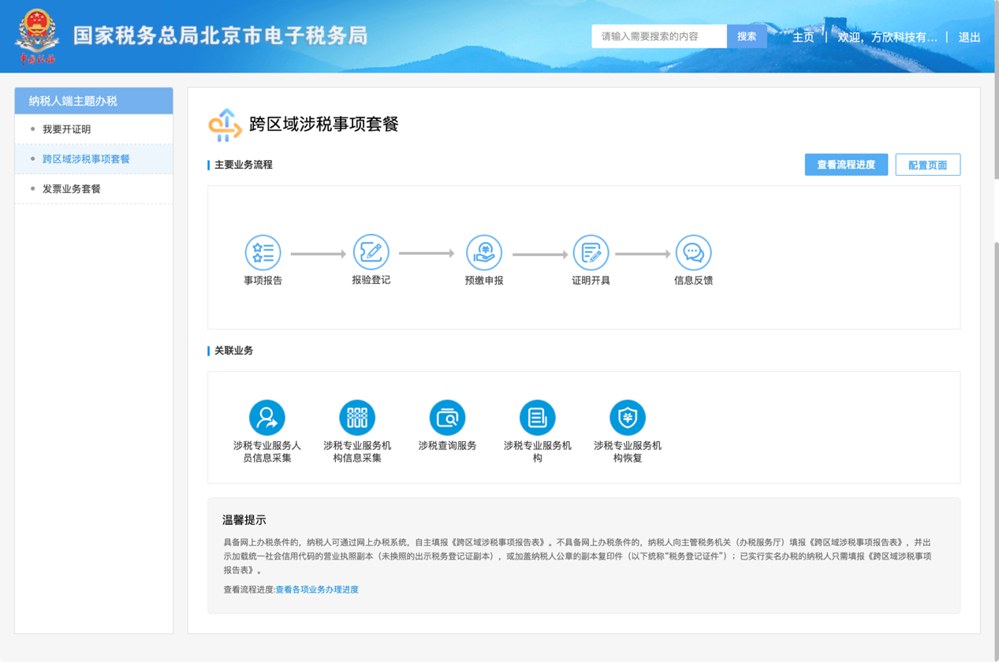 国家税务总局北京市电子税务局
请输入需要搜索的内容
搜索
主页
欢迎，方欣科技有...
退出
纳税人端主题办税
我要开证明
跨区域涉税事项套餐
发票业务套餐
跨区域涉税事项套餐
主要业务流程
查看流程进度
配置页面
事项报告
报验登记
预缴申报
证明开具
信息反馈
关联业务
涉税专业服务人
员信息采集
涉税专业服务机
构信息采集
涉税查询服务
涉税专业服务机
构
涉税专业服务机
构恢复
温馨提示
具备网上办税条件的，纳税人可通过网上办税系统，自主填报《跨区域涉税事项报告表》。不具备网上办税条件的，纳税人向主管税务机关（办税服务厅）填报《跨区域涉税事项报告表》，并出
示加载统一社会信用代码的营业执照副本（未换照的出示税务登记证副本），或加盖纳税人公章的副本复印件（以下统称“税务登记证件”）；已实行实名办税的纳税人只需填报《跨区域涉税事项
报告表》。
查看流程进度:查看各项业务办理进度